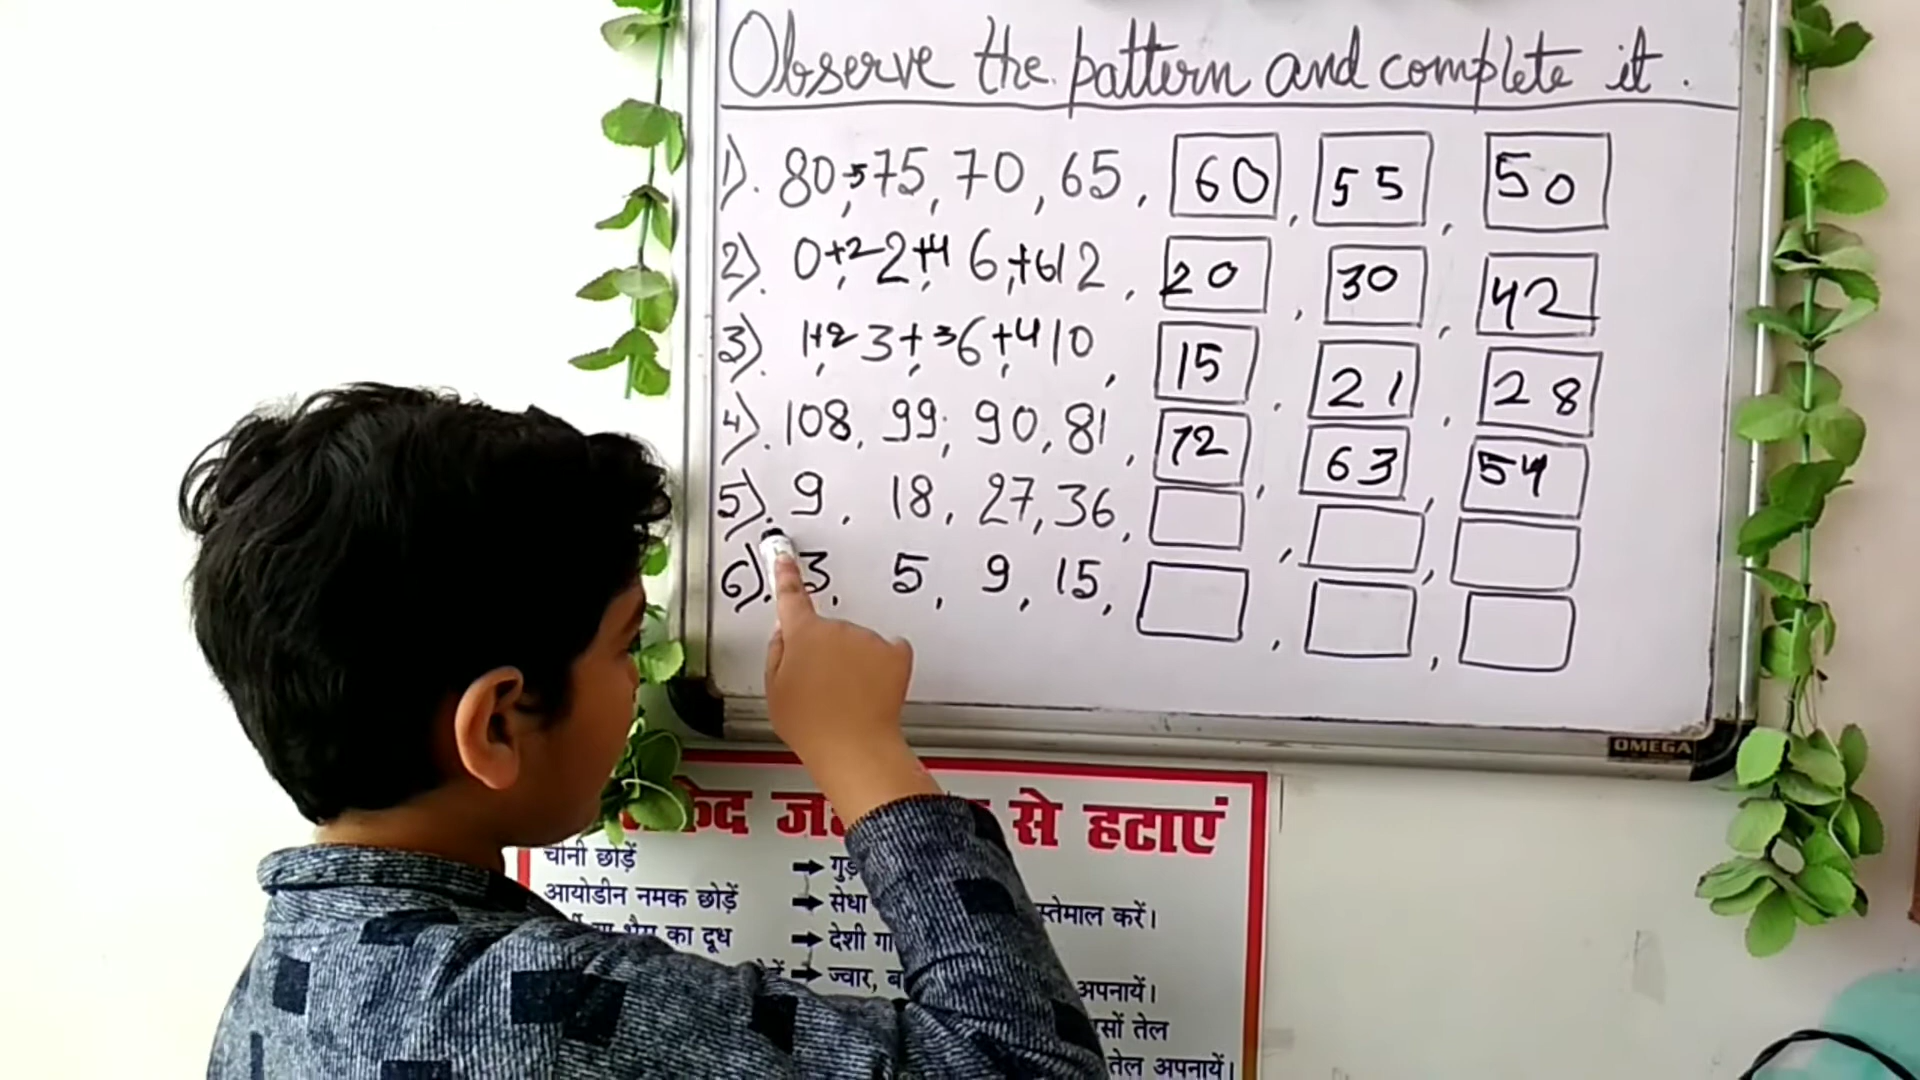 Observe the pattern and complete it.
1). 80, -5 75, 70, 65, 60, 55, 50
2). 0, +2 2, +4 6, +6 12, 20, 30, 42
3). 1, +2 3, +3 6, +4 10, 15, 21, 28
4). 108, 99, 90, 81, 72, 63, 54
5). 9, 18, 27, 36,
6). 3, 5, 9, 15,
OMEGA
से हटाएं
चीनी छोड़ें ➡ गुड़
आयोडीन नमक छोड़ें ➡ सेंधा स्तेमाल करें।
का दूध ➡ देशी
➡ ज्वार, अपनायें।
तेल
तेल अपनायें।